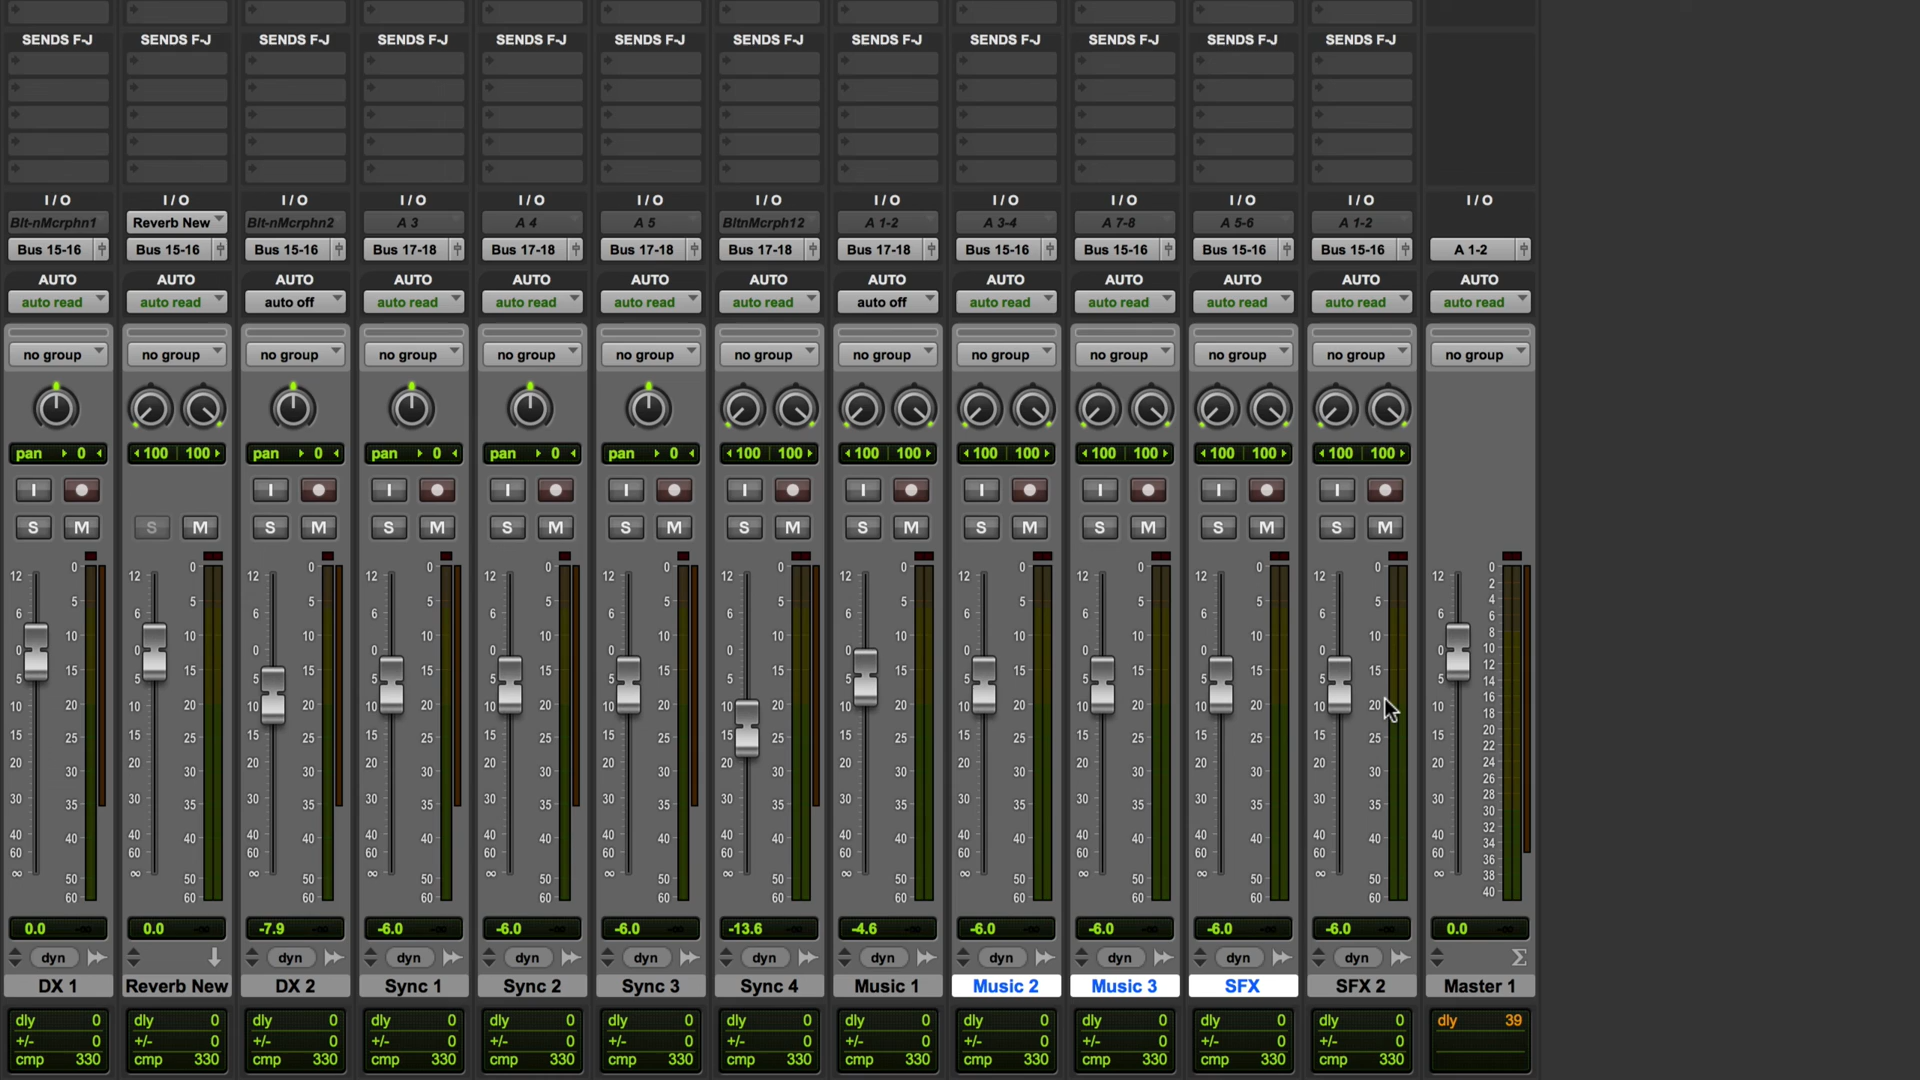 SENDS F-J SENDS F-J SENDS F-J SENDS F-J SENDS F-J SENDS F-J SENDS F-J SENDS F-J SENDS F-J SENDS F-J SENDS F-J SENDS F-J
I / O I / O I / O I / O I / O I / O I / O I / O I / O I / O I / O I / O I / O
Blt-nMcrphn1 Reverb New Blt-nMcrphn2 A 3 A 4 A 5 BltnMcrph12 A 1-2 A 3-4 A 7-8 A 5-6 A 1-2
Bus 15-16 Bus 15-16 Bus 15-16 Bus 17-18 Bus 17-18 Bus 17-18 Bus 17-18 Bus 17-18 Bus 15-16 Bus 15-16 Bus 15-16 Bus 15-16 A 1-2
AUTO AUTO AUTO AUTO AUTO AUTO AUTO AUTO AUTO AUTO AUTO AUTO AUTO
auto read auto read auto off auto read auto read auto read auto read auto off auto read auto read auto read auto read auto read
no group no group no group no group no group no group no group no group no group no group no group no group no group
pan 0 100 100 pan 0 pan 0 pan 0 pan 0 100 100 100 100 100 100 100 100 100 100 100 100
I I I I I I I I I I I
S M S M S M S M S M S M S M S M S M S M S M S M
0.0 -∞ 0.0 -∞ -7.9 -∞ -6.0 -∞ -6.0 -∞ -6.0 -∞ -13.6 -∞ -4.6 -∞ -6.0 -∞ -6.0 -∞ -6.0 -∞ -6.0 -∞ 0.0 -∞
dyn dyn dyn dyn dyn dyn dyn dyn dyn dyn dyn Σ
DX 1 Reverb New DX 2 Sync 1 Sync 2 Sync 3 Sync 4 Music 1 Music 2 Music 3 SFX SFX 2 Master 1
dly 0 dly 0 dly 0 dly 0 dly 0 dly 0 dly 0 dly 0 dly 0 dly 0 dly 0 dly 0 dly 39
+/- 0 +/- 0 +/- 0 +/- 0 +/- 0 +/- 0 +/- 0 +/- 0 +/- 0 +/- 0 +/- 0 +/- 0
cmp 330 cmp 330 cmp 330 cmp 330 cmp 330 cmp 330 cmp 330 cmp 330 cmp 330 cmp 330 cmp 330 cmp 330